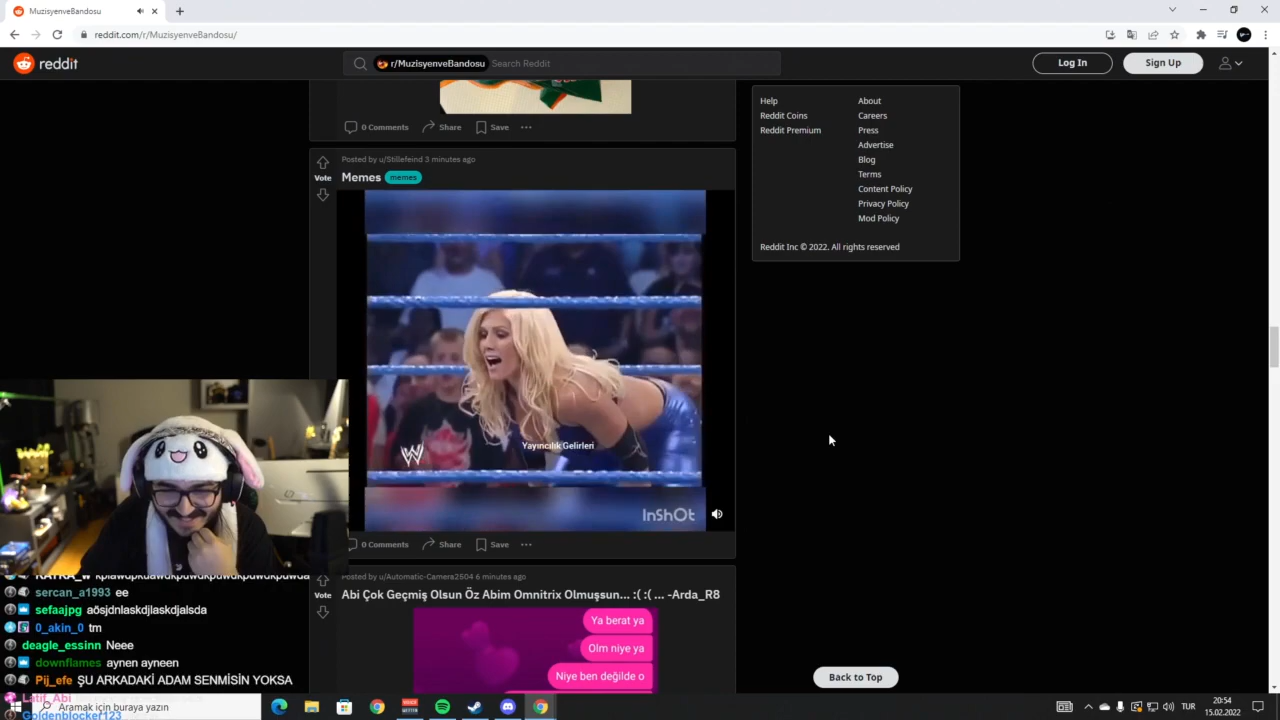 MuzisyenveBandosu
reddit.com/r/MuzisyenveBandosu/
reddit
r/MuzisyenveBandosu Search Reddit
Log In
Sign Up
0 Comments Share Save
Help
About
Reddit Coins
Careers
Reddit Premium
Press
Advertise
Blog
Terms
Content Policy
Privacy Policy
Mod Policy
Reddit Inc © 2022. All rights reserved
Posted by u/Stillefeind 3 minutes ago
Vote
Memes memes
Yayıncılık Gelirleri
W
InShOt
0 Comments Share Save
Posted by u/Automatic-Camera2504 6 minutes ago
Vote
Abi Çok Geçmiş Olsun Öz Abim Omnitrix Olmuşsun... :( :( ... -Arda_R8
Ya berat ya
Olm niye ya
Niye ben değilde o
Back to Top
sercan_a1993 ee
sefaajpg aôsjdnlaskdjlaskdjalsda
0_akin_0 tm
deagle_essinn Neee
downflames aynen ayneen
Pij_efe ŞU ARKADAKİ ADAM SENMİSİN YOKSA
Latif_Abi
Goldenblocker123
Aramak için buraya yazın
TUR
20:54
15.02.2022